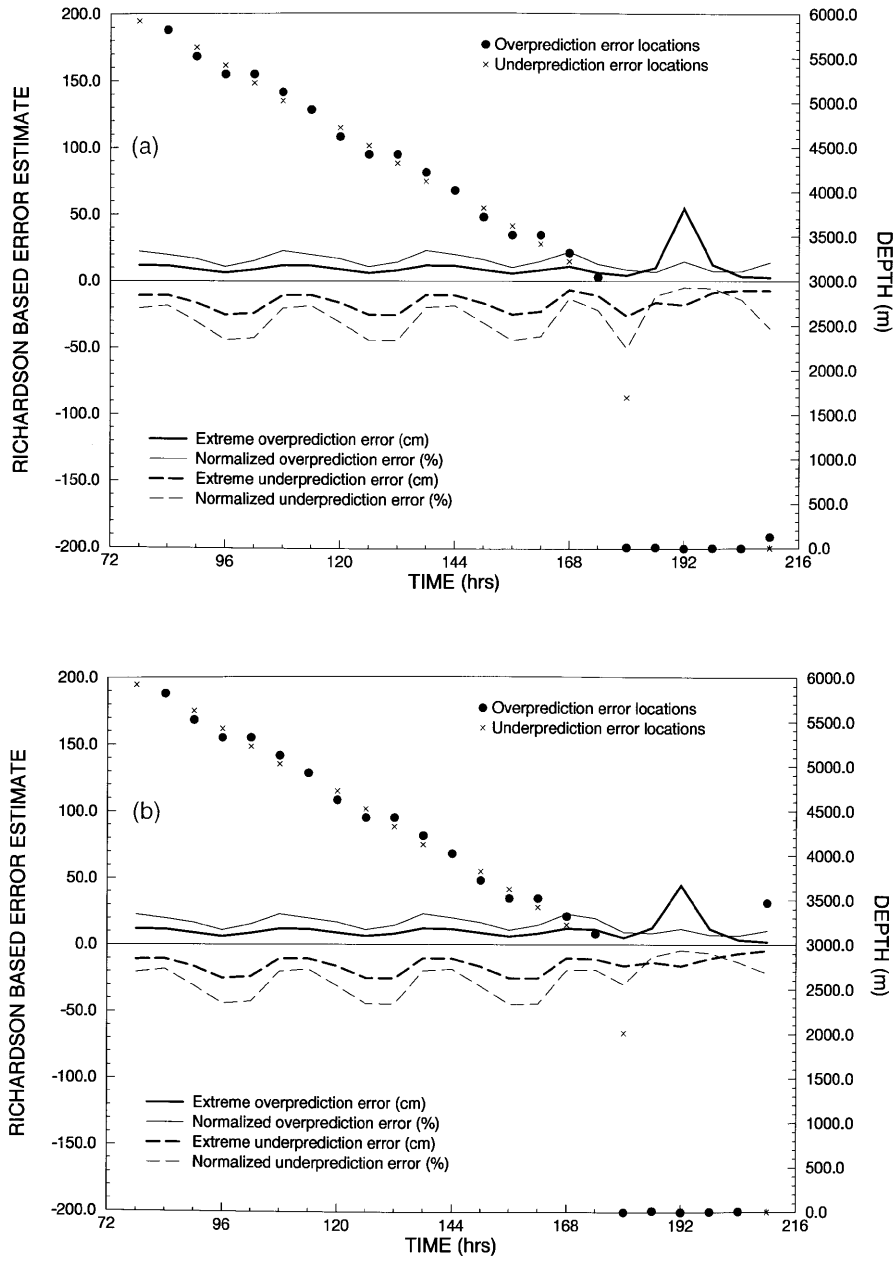 200.0
150.0
100.0
50.0
0.0
-50.0
-100.0
-150.0
-200.0
RICHARDSON BASED ERROR ESTIMATE
(a)
● Overprediction error locations
× Underprediction error locations
Extreme overprediction error (cm)
Normalized overprediction error (%)
Extreme underprediction error (cm)
Normalized underprediction error (%)
6000.0
5500.0
5000.0
4500.0
4000.0
3500.0
3000.0
2500.0
2000.0
1500.0
1000.0
500.0
0.0
DEPTH (m)
72 96 120 144 168 192 216
TIME (hrs)
200.0
150.0
100.0
50.0
0.0
-50.0
-100.0
-150.0
-200.0
RICHARDSON BASED ERROR ESTIMATE
(b)
● Overprediction error locations
× Underprediction error locations
Extreme overprediction error (cm)
Normalized overprediction error (%)
Extreme underprediction error (cm)
Normalized underprediction error (%)
6000.0
5500.0
5000.0
4500.0
4000.0
3500.0
3000.0
2500.0
2000.0
1500.0
1000.0
500.0
0.0
DEPTH (m)
72 96 120 144 168 192 216
TIME (hrs)